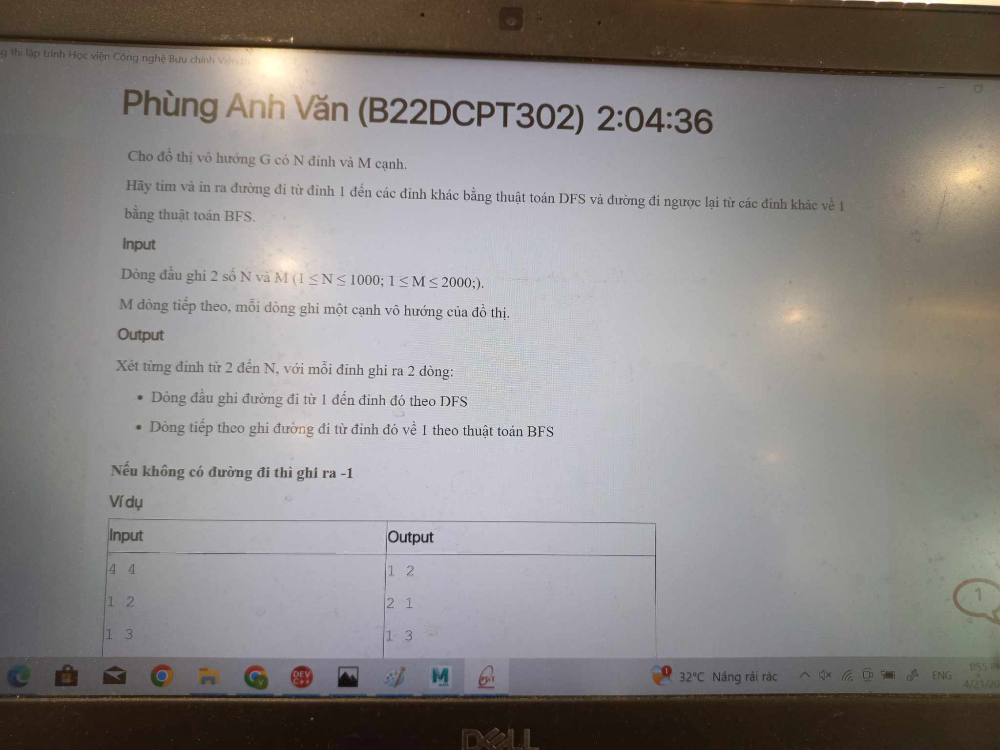 g thi lập trình Học viện Công nghệ Bưu chính Viễn
Phùng Anh Văn (B22DCPT302) 2:04:36
Cho đồ thị vô hướng G có N đỉnh và M cạnh.
Hãy tìm và in ra đường đi từ đỉnh 1 đến các đỉnh khác bằng thuật toán DFS và đường đi ngược lại từ các đỉnh khác về 1
bằng thuật toán BFS.
Input
Dòng đầu ghi 2 số N và M (1 ≤ N ≤ 1000; 1 ≤ M ≤ 2000;).
M dòng tiếp theo, mỗi dòng ghi một cạnh vô hướng của đồ thị.
Output
Xét từng đỉnh từ 2 đến N, với mỗi đỉnh ghi ra 2 dòng:
• Dòng đầu ghi đường đi từ 1 đến đỉnh đó theo DFS
• Dòng tiếp theo ghi đường đi từ đỉnh đó về 1 theo thuật toán BFS
Nếu không có đường đi thì ghi ra -1
Ví dụ
Input Output
4 4 1 2
1 2 2 1
1 3 1 3
1
DEV C++
M
PTIT
1
32°C Nắng rải rác
ENG
1:55
4/21/20
DELL